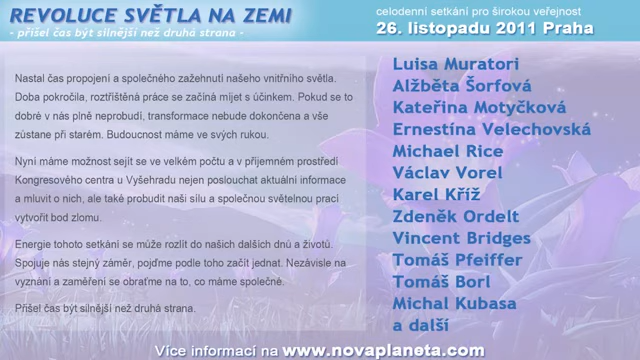 REVOLUCE SVĚTLA NA ZEMI
- přišel čas být silnější než druhá strana -
celodenní setkání pro širokou veřejnost
26. listopadu 2011 Praha
Nastal čas propojení a společného zažehnutí našeho vnitřního světla.
Doba pokročila, roztříštěná práce se začíná míjet s účinkem. Pokud se to
dobré v nás plně neprobudí, transformace nebude dokončena a vše
zůstane při starém. Budoucnost máme ve svých rukou.
Nyní máme možnost sejít se ve velkém počtu a v příjemném prostředí
Kongresového centra u Vyšehradu nejen poslouchat aktuální informace
a mluvit o nich, ale také probudit naši sílu a společnou světelnou prací
vytvořit bod zlomu.
Energie tohoto setkání se může rozlít do našich dalších dnů a životů.
Spojuje nás stejný záměr, pojďme podle toho začít jednat. Nezávisle na
vyznání a zaměření se obraťme na to, co máme společné.
Přišel čas být silnější než druhá strana.
Luisa Muratori
Alžběta Šorfová
Kateřina Motyčková
Ernestína Velechovská
Michael Rice
Václav Vorel
Karel Kříž
Zdeněk Ordelt
Vincent Bridges
Tomáš Pfeiffer
Tomáš Borl
Michal Kubasa
a další
Více informací na www.novaplaneta.com